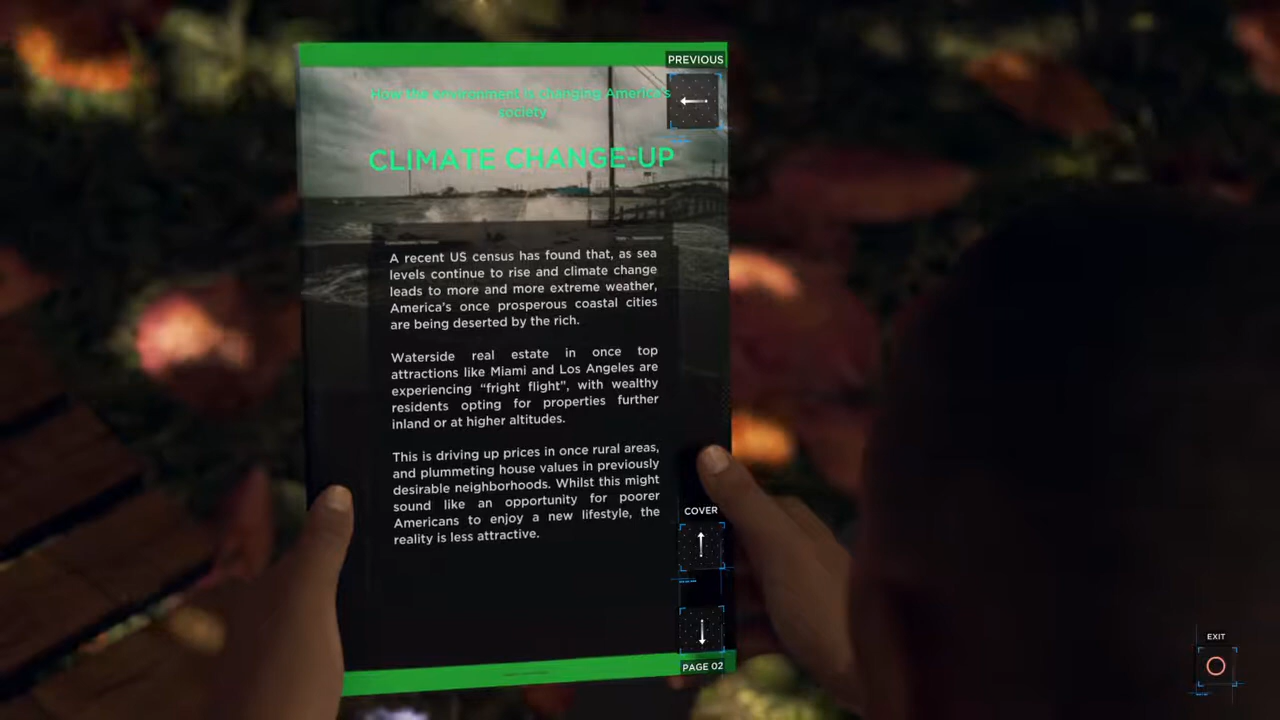 PREVIOUS
How the environment is changing America's
society
CLIMATE CHANGE-UP
A recent US census has found that, as sea
levels continue to rise and climate change
leads to more and more extreme weather,
America's once prosperous coastal cities
are being deserted by the rich.
Waterside real estate in once top
attractions like Miami and Los Angeles are
experiencing “fright flight”, with wealthy
residents opting for properties further
inland or at higher altitudes.
This is driving up prices in once rural areas,
and plummeting house values in previously
desirable neighborhoods. Whilst this might
sound like an opportunity for poorer
Americans to enjoy a new lifestyle, the
reality is less attractive.
COVER
PAGE 02
EXIT